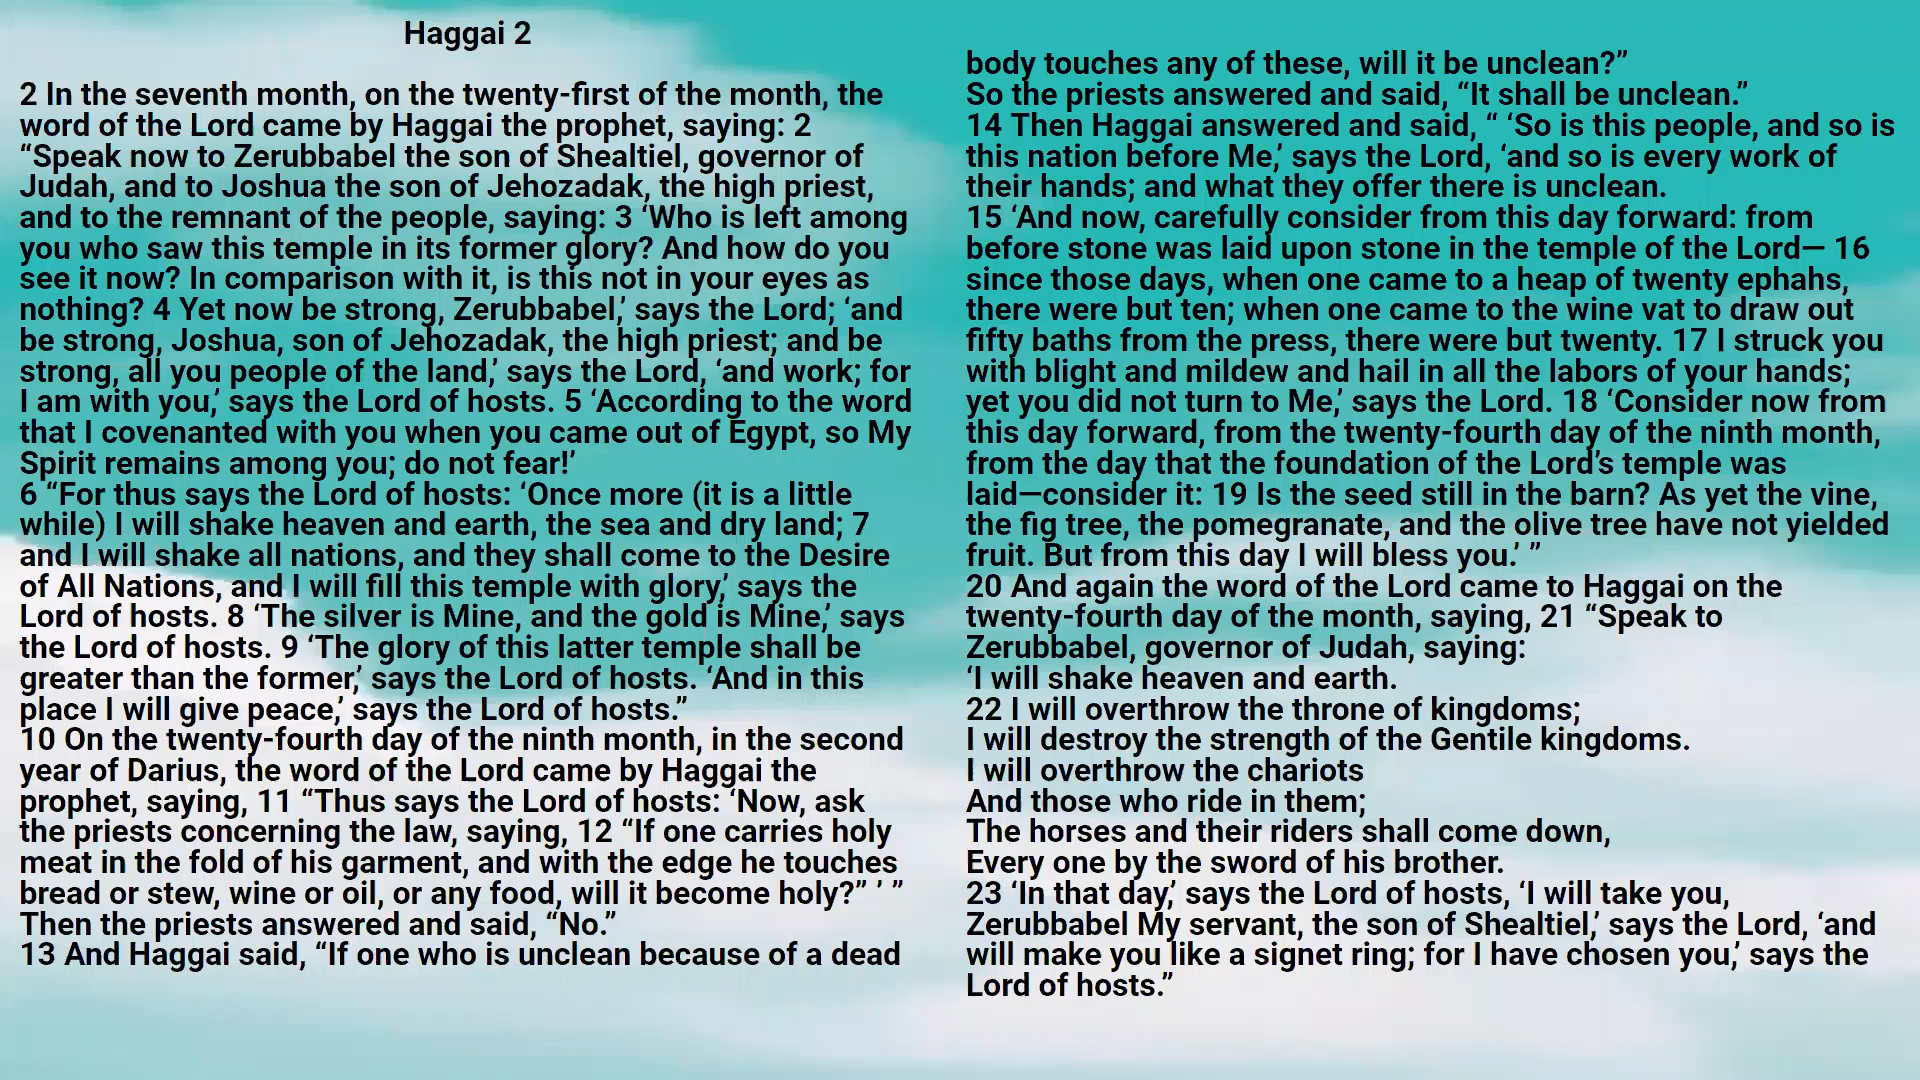 Haggai 2
2 In the seventh month, on the twenty-first of the month, the
word of the Lord came by Haggai the prophet, saying: 2
“Speak now to Zerubbabel the son of Shealtiel, governor of
Judah, and to Joshua the son of Jehozadak, the high priest,
and to the remnant of the people, saying: 3 ‘Who is left among
you who saw this temple in its former glory? And how do you
see it now? In comparison with it, is this not in your eyes as
nothing? 4 Yet now be strong, Zerubbabel,’ says the Lord; ‘and
be strong, Joshua, son of Jehozadak, the high priest; and be
strong, all you people of the land,’ says the Lord, ‘and work; for
I am with you,’ says the Lord of hosts. 5 ‘According to the word
that I covenanted with you when you came out of Egypt, so My
Spirit remains among you; do not fear!’
6 “For thus says the Lord of hosts: ‘Once more (it is a little
while) I will shake heaven and earth, the sea and dry land; 7
and I will shake all nations, and they shall come to the Desire
of All Nations, and I will fill this temple with glory,’ says the
Lord of hosts. 8 ‘The silver is Mine, and the gold is Mine,’ says
the Lord of hosts. 9 ‘The glory of this latter temple shall be
greater than the former,’ says the Lord of hosts. ‘And in this
place I will give peace,’ says the Lord of hosts.”
10 On the twenty-fourth day of the ninth month, in the second
year of Darius, the word of the Lord came by Haggai the
prophet, saying, 11 “Thus says the Lord of hosts: ‘Now, ask
the priests concerning the law, saying, 12 “If one carries holy
meat in the fold of his garment, and with the edge he touches
bread or stew, wine or oil, or any food, will it become holy?” ’ ”
Then the priests answered and said, “No.”
13 And Haggai said, “If one who is unclean because of a dead
body touches any of these, will it be unclean?”
So the priests answered and said, “It shall be unclean.”
14 Then Haggai answered and said, “ ‘So is this people, and so is
this nation before Me,’ says the Lord, ‘and so is every work of
their hands; and what they offer there is unclean.
15 ‘And now, carefully consider from this day forward: from
before stone was laid upon stone in the temple of the Lord— 16
since those days, when one came to a heap of twenty ephahs,
there were but ten; when one came to the wine vat to draw out
fifty baths from the press, there were but twenty. 17 I struck you
with blight and mildew and hail in all the labors of your hands;
yet you did not turn to Me,’ says the Lord. 18 ‘Consider now from
this day forward, from the twenty-fourth day of the ninth month,
from the day that the foundation of the Lord’s temple was
laid—consider it: 19 Is the seed still in the barn? As yet the vine,
the fig tree, the pomegranate, and the olive tree have not yielded
fruit. But from this day I will bless you.’ ”
20 And again the word of the Lord came to Haggai on the
twenty-fourth day of the month, saying, 21 “Speak to
Zerubbabel, governor of Judah, saying:
‘I will shake heaven and earth.
22 I will overthrow the throne of kingdoms;
I will destroy the strength of the Gentile kingdoms.
I will overthrow the chariots
And those who ride in them;
The horses and their riders shall come down,
Every one by the sword of his brother.
23 ‘In that day,’ says the Lord of hosts, ‘I will take you,
Zerubbabel My servant, the son of Shealtiel,’ says the Lord, ‘and
will make you like a signet ring; for I have chosen you,’ says the
Lord of hosts.”